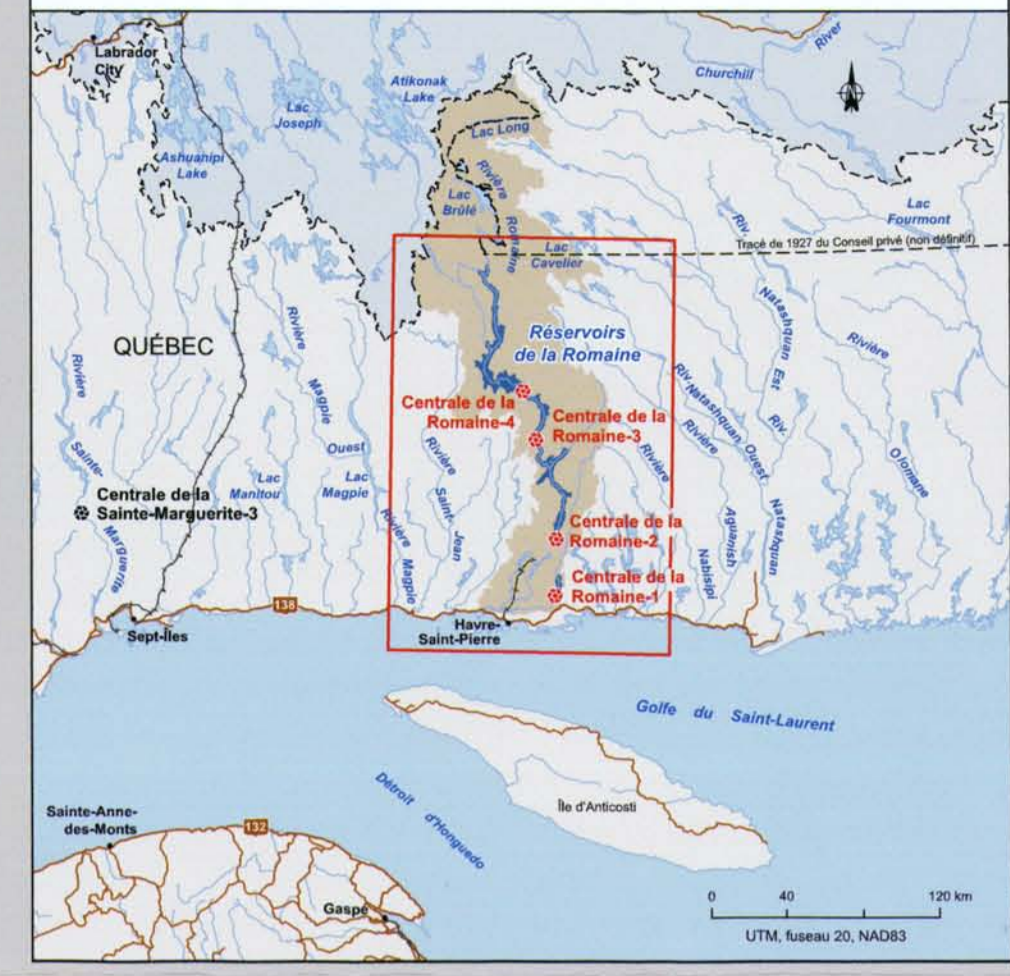 River
Labrador
City
Churchill
Atikonak
Lake
Lac
Joseph
Lac Long
Ashuanipi
Lake
Rivière
Romaine
Lac
Brûlé
Lac
Fourmont
Riv.
Tracé de 1927 du Conseil privé (non définitif)
Lac
Cavelier
Natashquan Est
Riv.
QUÉBEC
Rivière
Magpie
Ouest
Réservoirs
de la Romaine
Rivière
Olomane
Rivière
Sainte-
Marguerite
Centrale de la
Romaine-4
Centrale de la
Romaine-3
Riv. Natashquan Ouest
Natashquan
Rivière
Aguanish
Rivière
Nabisipi
Rivière
Saint-
Jean
Lac
Manitou
Lac
Magpie
Rivière
Magpie
Centrale de la
Sainte-Marguerite-3
Centrale de la
Romaine-2
Centrale de la
Romaine-1
138
Sept-Îles
Havre-
Saint-Pierre
Golfe du Saint-Laurent
Détroit
d'Honguedo
Île d'Anticosti
Sainte-Anne-
des-Monts
132
Gaspé
0 40 120 km
UTM, fuseau 20, NAD83